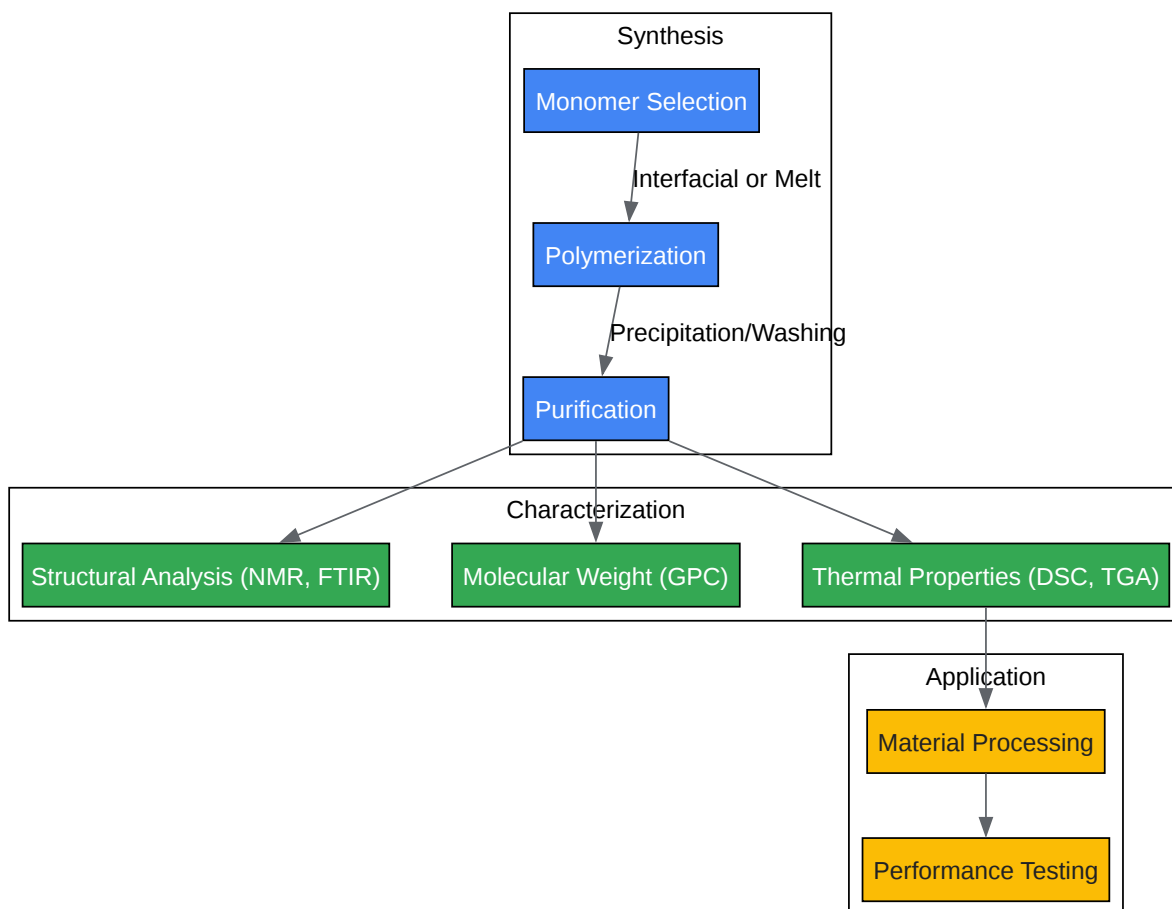 Synthesis
Monomer Selection
Interfacial or Melt
Polymerization
Precipitation/Washing
Purification
Characterization
Structural Analysis (NMR, FTIR)
Molecular Weight (GPC)
Thermal Properties (DSC, TGA)
Application
Material Processing
Performance Testing